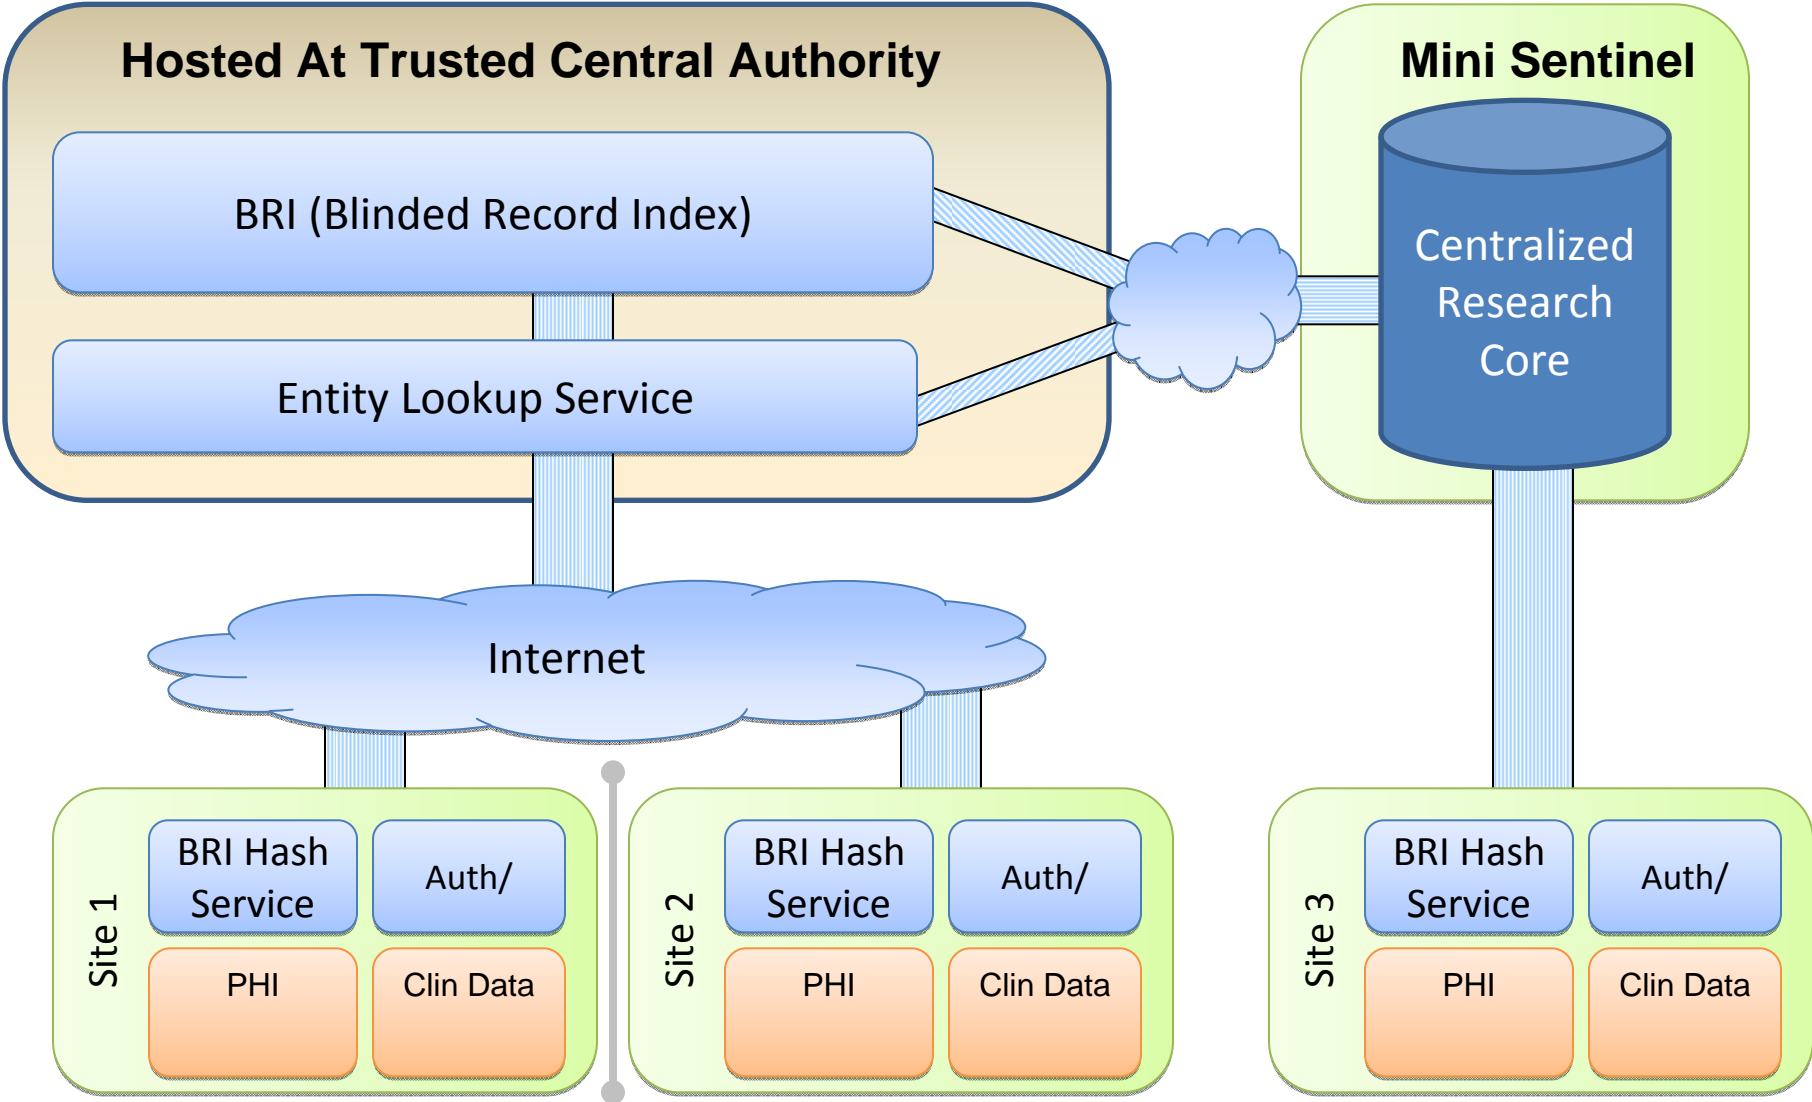 Hosted At Trusted Central Authority
Mini Sentinel
BRI (Blinded Record Index)
Entity Lookup Service
Centralized
Research
Core
Internet
Site 1
BRI Hash
Service
Auth/
PHI
Clin Data
Site 2
BRI Hash
Service
Auth/
PHI
Clin Data
Site 3
BRI Hash
Service
Auth/
PHI
Clin Data